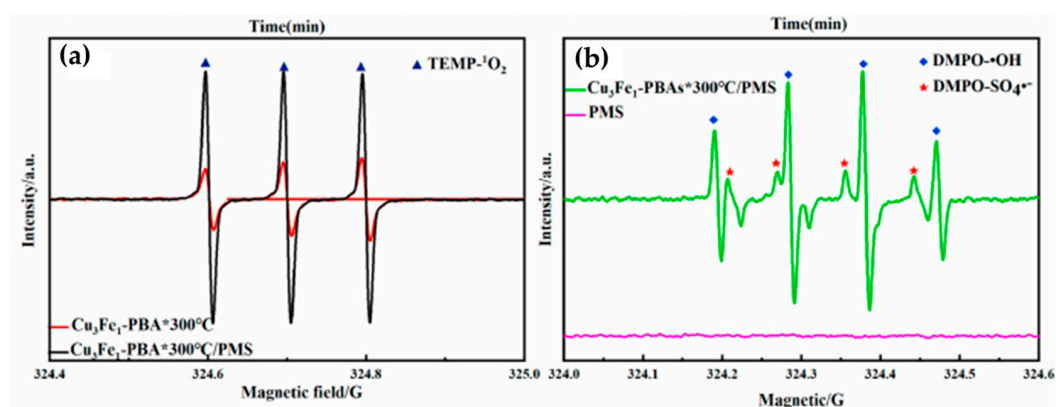 Time(min)
(a)
▲ TEMP-¹O₂
Intensity/a.u.
Cu₃Fe₁-PBA*300°C
Cu₃Fe₁-PBA*300°C/PMS
324.4 324.6 324.8 325.0
Magnetic field/G
Time(min)
(b)
◆ DMPO-•OH
★ DMPO-SO₄•⁻
Cu₃Fe₁-PBAs*300°C/PMS
PMS
Intensity/a.u.
324.0 324.1 324.2 324.3 324.4 324.5 324.6
Magnetic/G